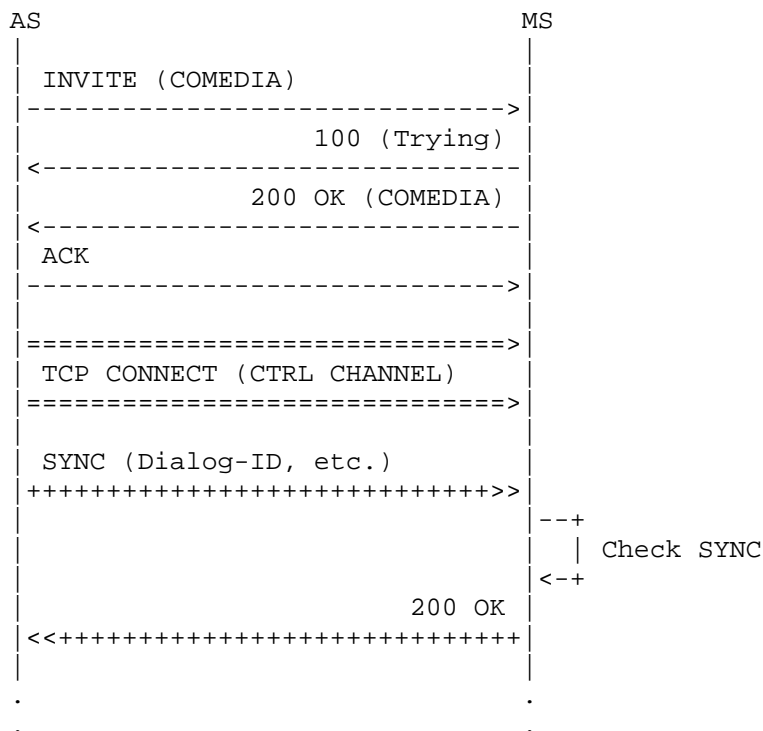 AS MS
INVITE (COMEDIA)
100 (Trying)
200 OK (COMEDIA)
ACK
TCP CONNECT (CTRL CHANNEL)
SYNC (Dialog-ID, etc.)
Check SYNC
200 OK